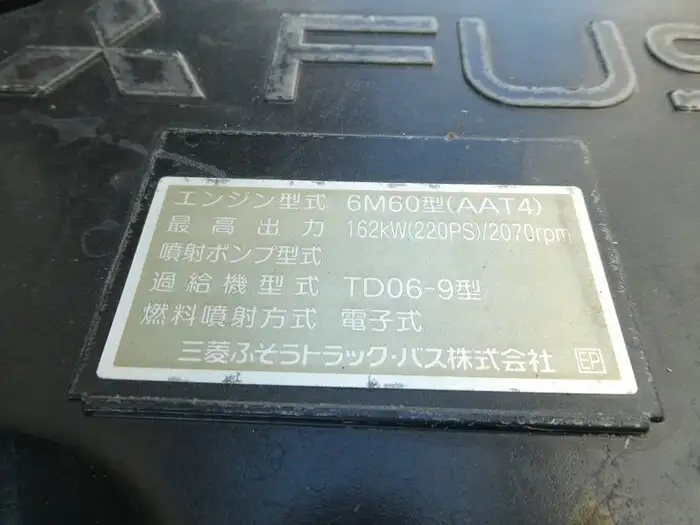 FUS
エンジン型式 6M60型(AAT4)
最高出力 162kW(220PS)/2070rpm
噴射ポンプ型式
過給機型式 TD06-9型
燃料噴射方式 電子式
三菱ふそうトラック・バス株式会社 EP